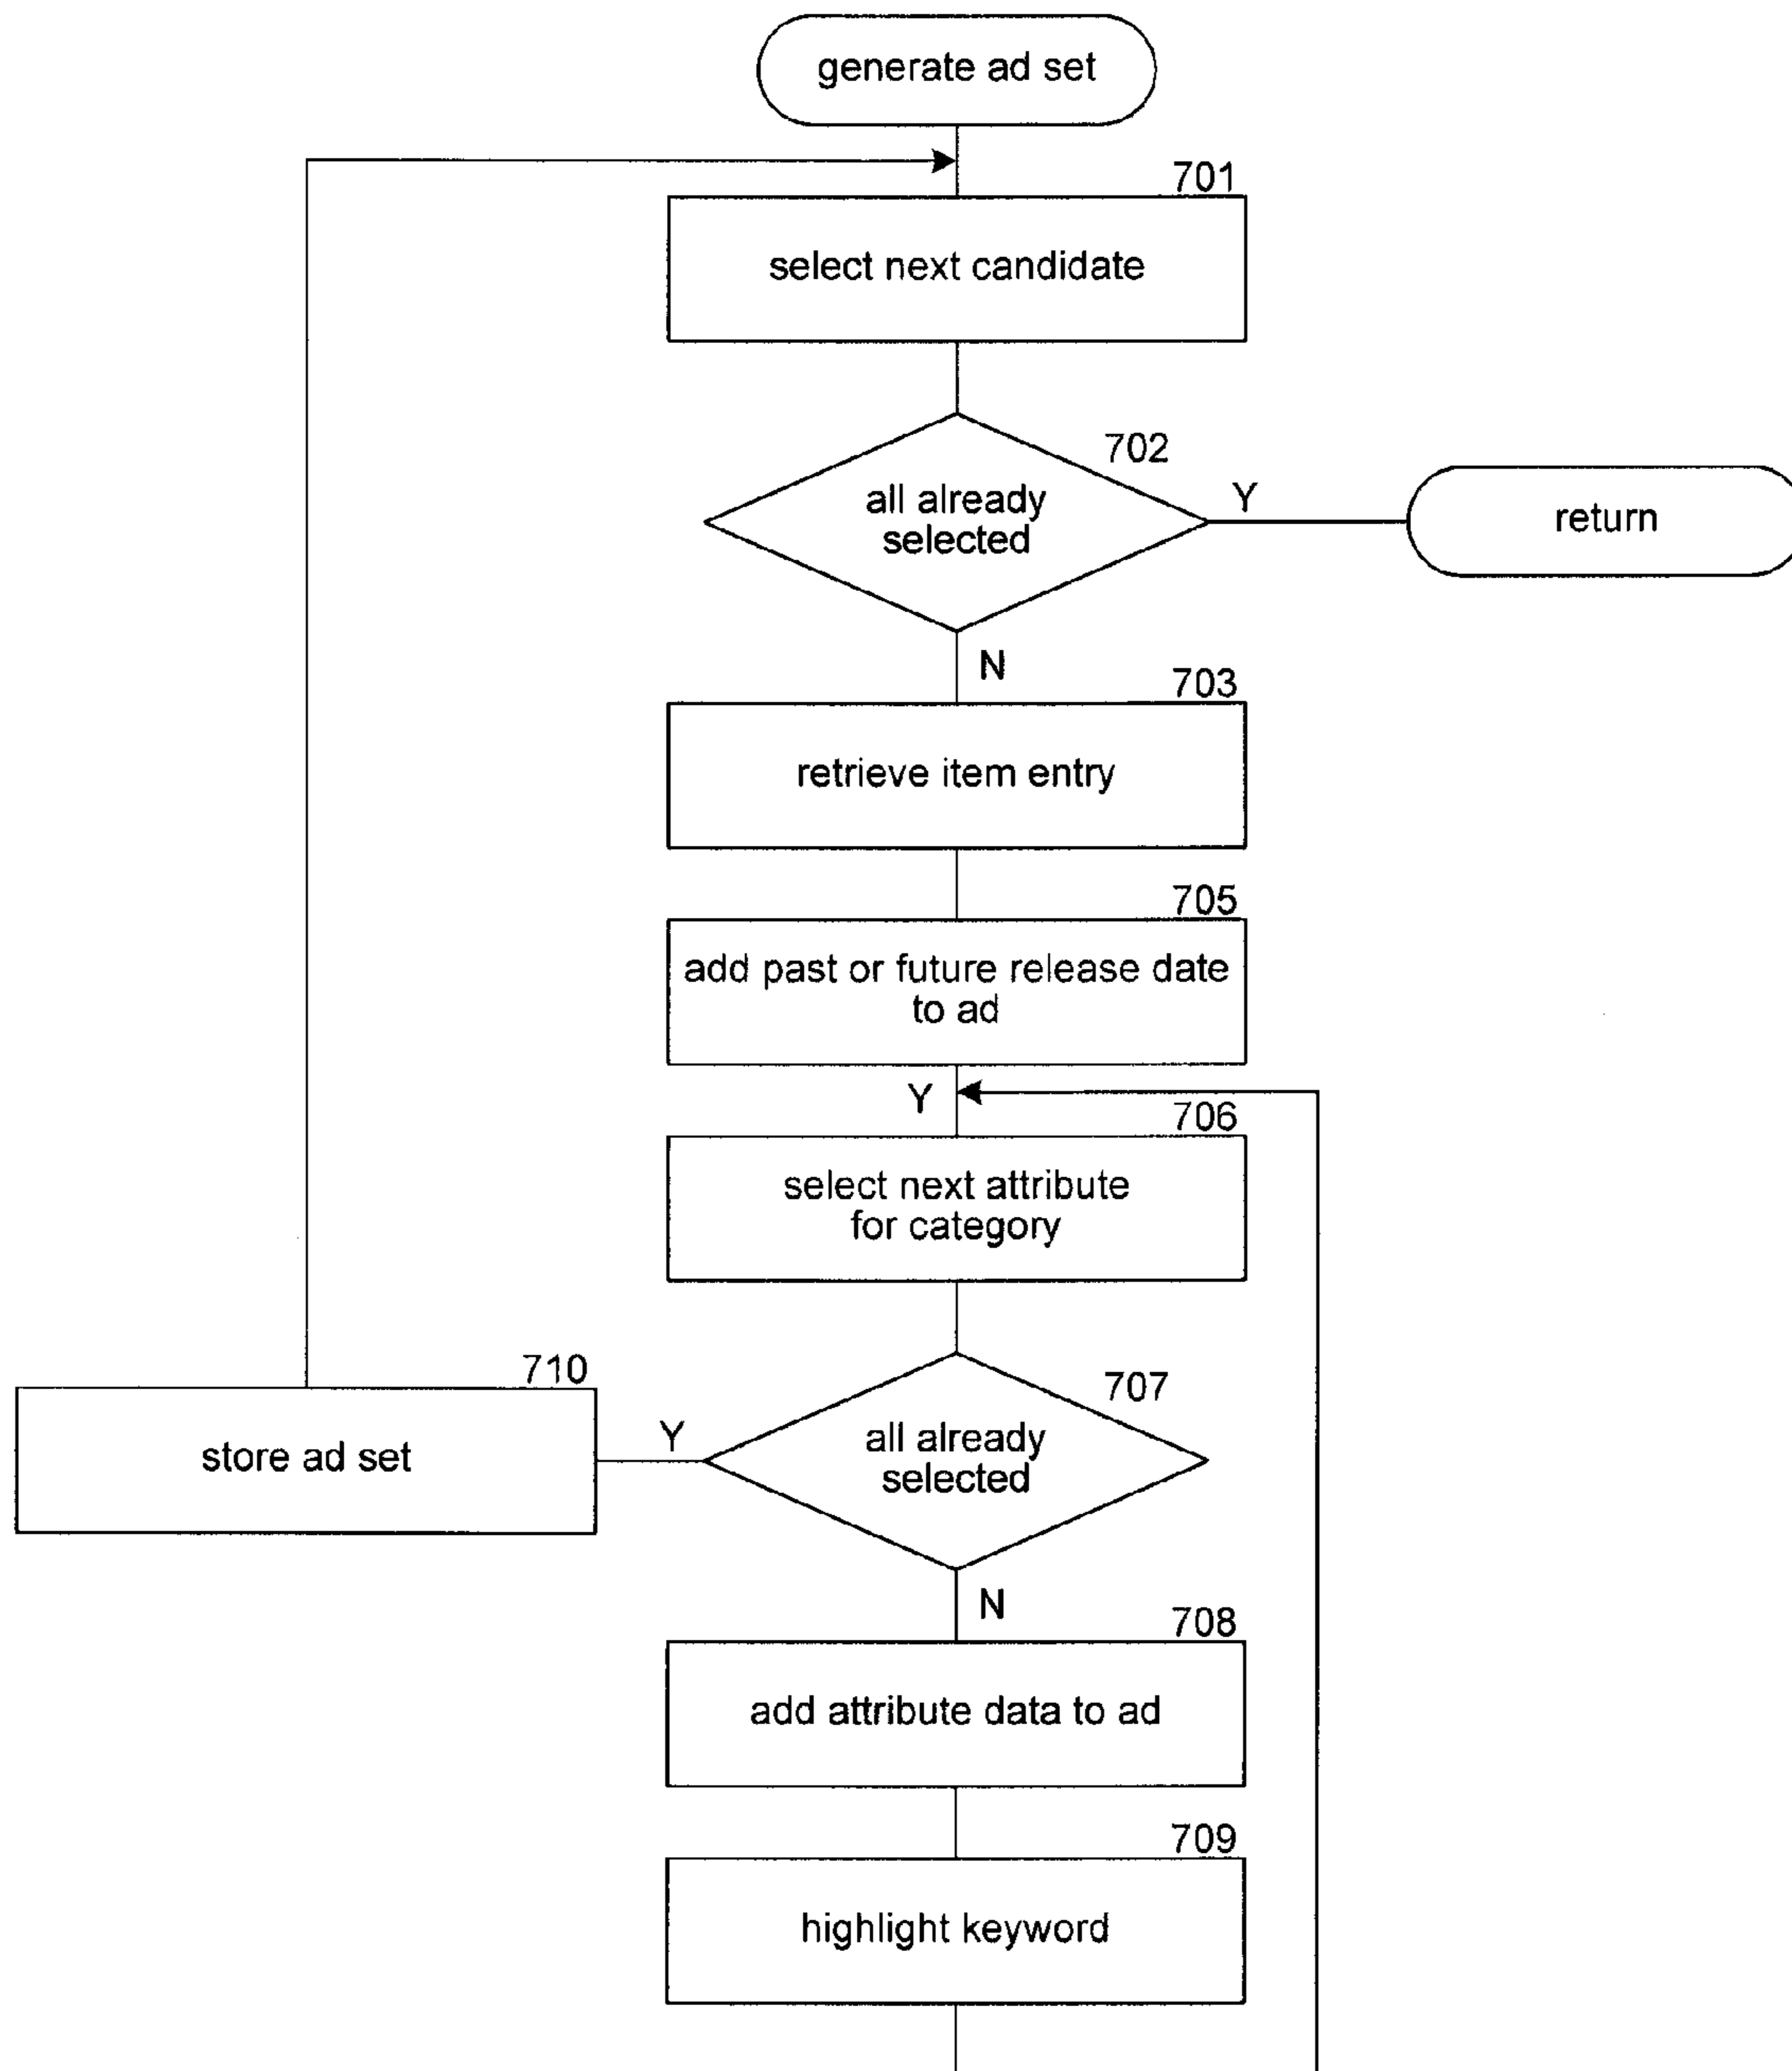 generate ad set
701
select next candidate
702
all already
selected
Y
return
N
703
retrieve item entry
705
add past or future release date
to ad
Y
706
select next attribute
for category
710
store ad set
Y
707
all already
selected
N
708
add attribute data to ad
709
highlight keyword